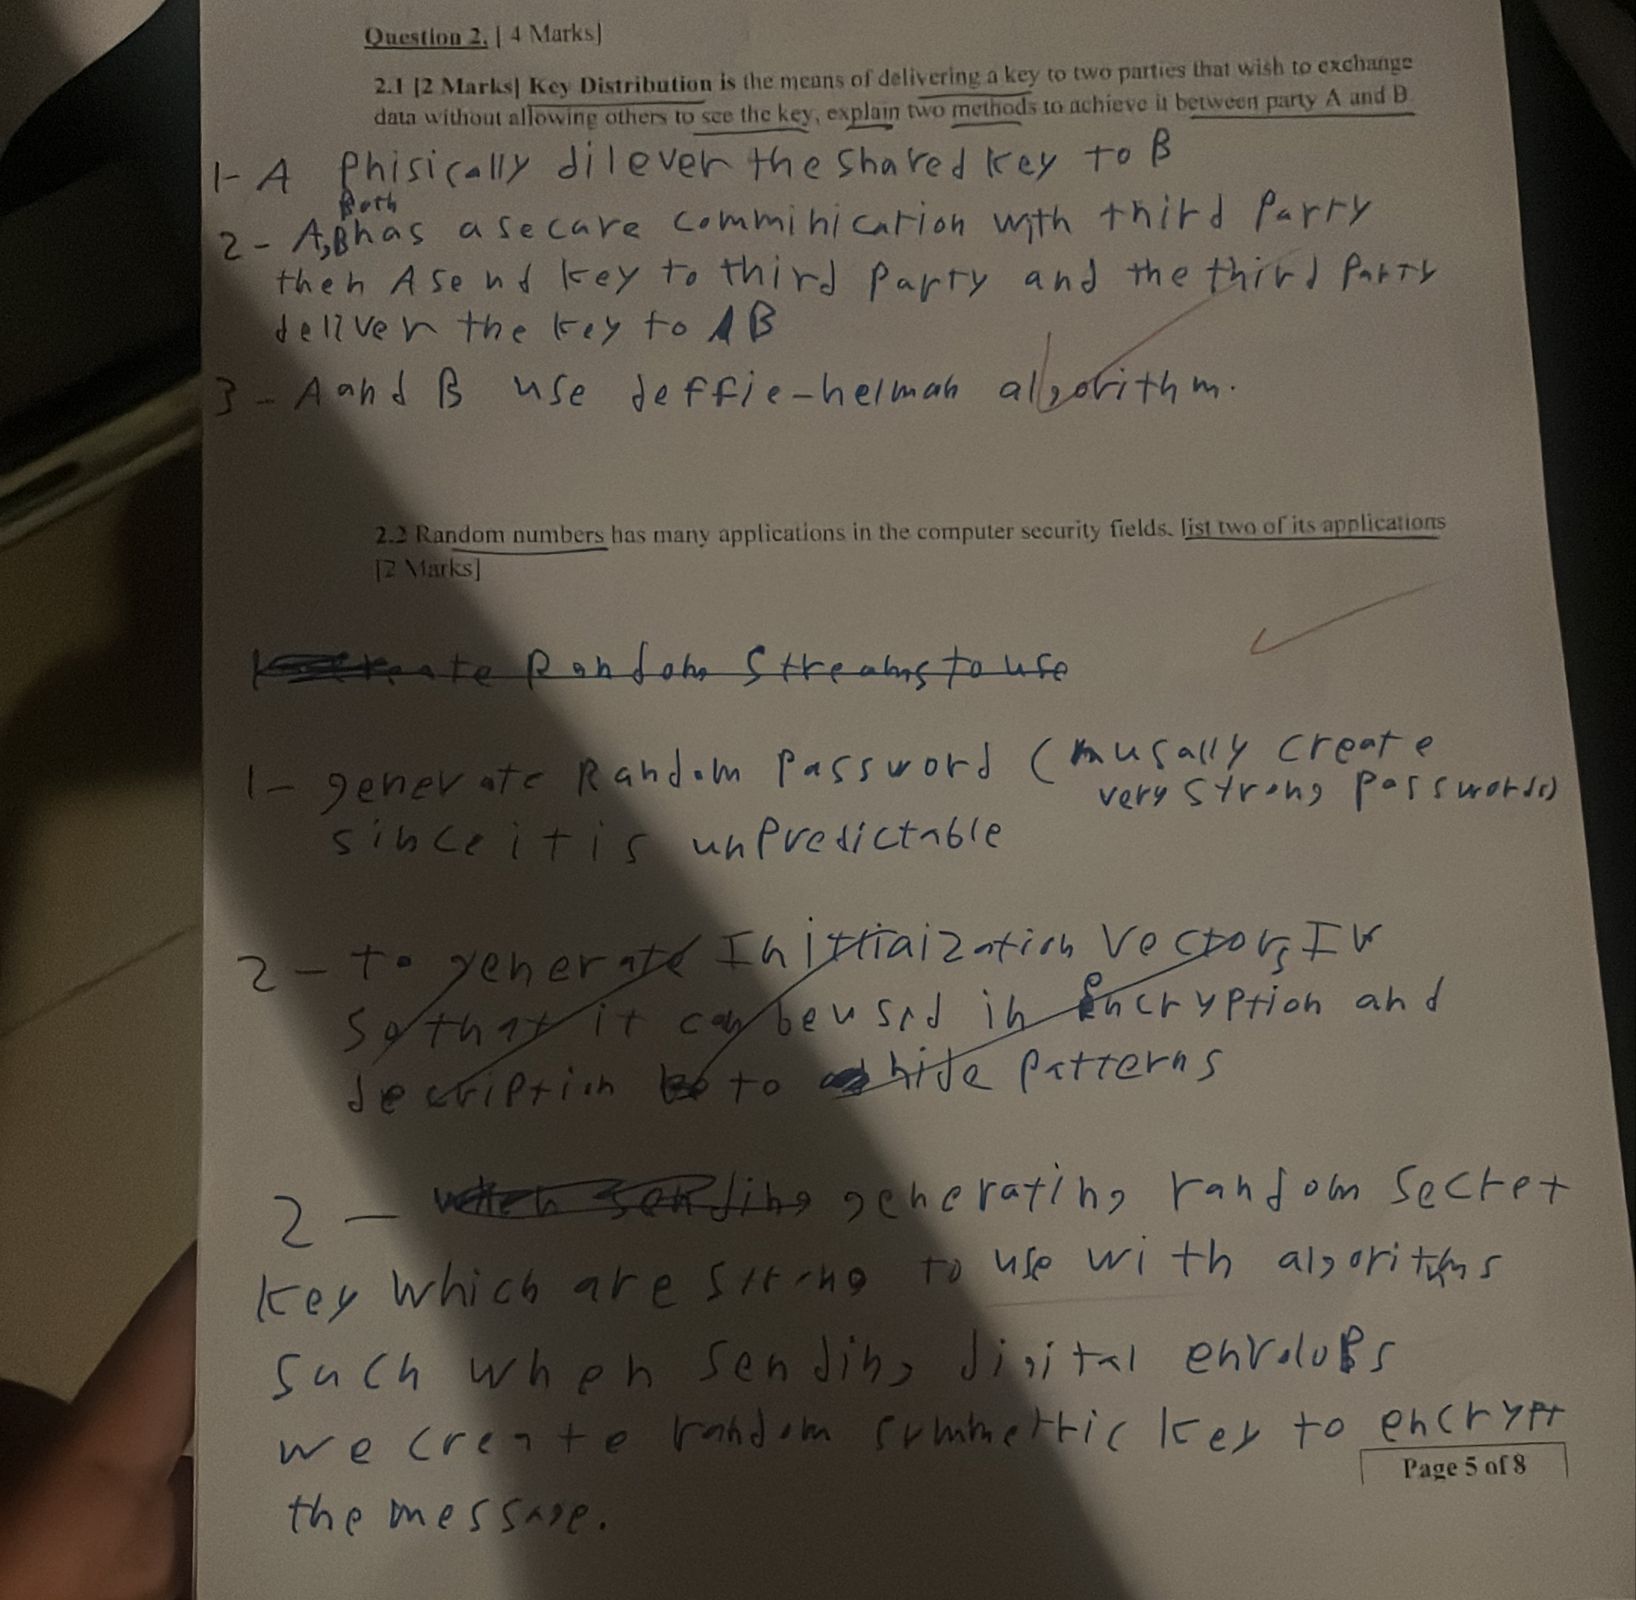 Question 2. [ 4 Marks]
2.1 [2 Marks] Key Distribution is the means of delivering a key to two parties that wish to exchange
data without allowing others to see the key, explain two methods to achieve it between party A and B
1- A Phisically dilever the shared key to B
Both
2 - A,B has a secare commihication with third Party
then A send key to third Party and the third Party
deliver the key to B
3 - A and B use deffie-helman algorithm.
2.2 Random numbers has many applications in the computer security fields. list two of its applications
[2 Marks]
Random Streams to use
1- generate Random Password ( musally create
very strong Passwords)
since it is unPredictable
2 - to generate Initiaization Vectors IV
so that it can be used in Encryption and
decription to hide Patterns
2 - when sending generating random secret
key which are strong to use with algorithms
such when sending digital envelops
we create random symmetric key to encrypt
Page 5 of 8
the message.